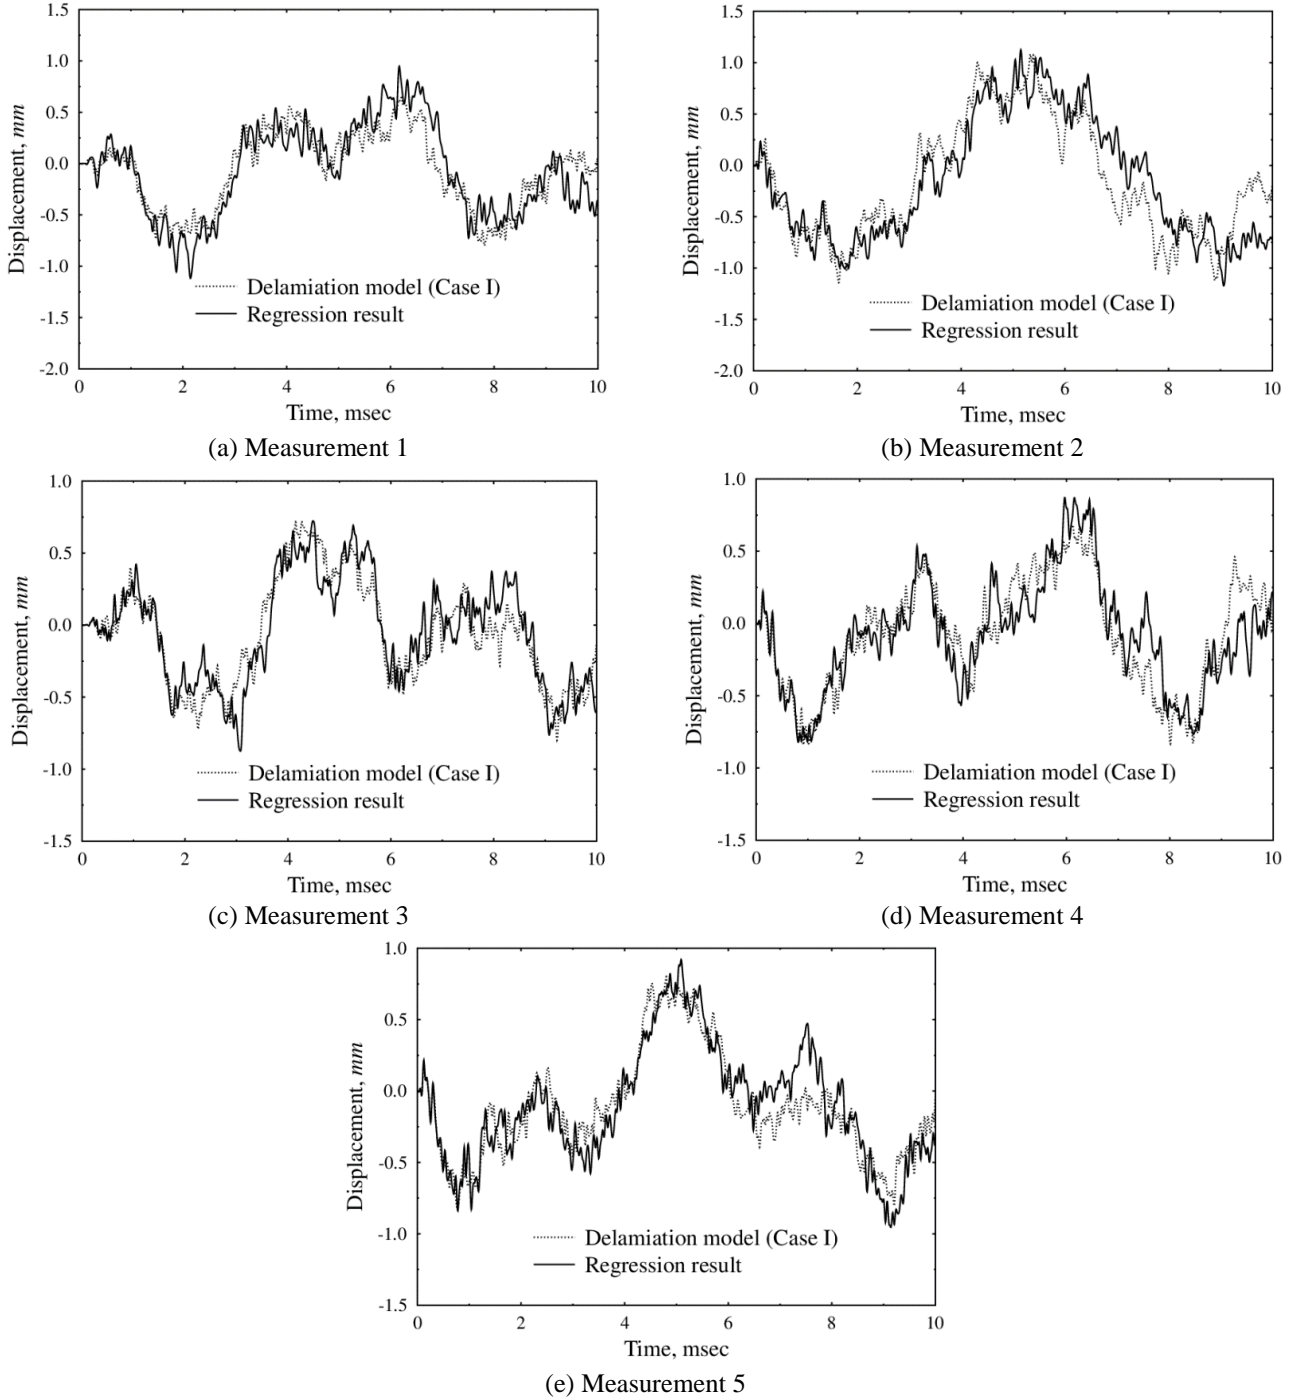 1.5
1.0
0.5
0.0
-0.5
-1.0
-1.5
-2.0
Displacement, mm
Delamiation model (Case I)
Regression result
0 2 4 6 8 10
Time, msec
(a) Measurement 1
1.5
1.0
0.5
0.0
-0.5
-1.0
-1.5
-2.0
Displacement, mm
Delamiation model (Case I)
Regression result
0 2 4 6 8 10
Time, msec
(b) Measurement 2
1.0
0.5
0.0
-0.5
-1.0
-1.5
Displacement, mm
Delamiation model (Case I)
Regression result
0 2 4 6 8 10
Time, msec
(c) Measurement 3
1.0
0.5
0.0
-0.5
-1.0
-1.5
Displacement, mm
Delamiation model (Case I)
Regression result
0 2 4 6 8 10
Time, msec
(d) Measurement 4
1.0
0.5
0.0
-0.5
-1.0
-1.5
Displacement, mm
Delamiation model (Case I)
Regression result
0 2 4 6 8 10
Time, msec
(e) Measurement 5